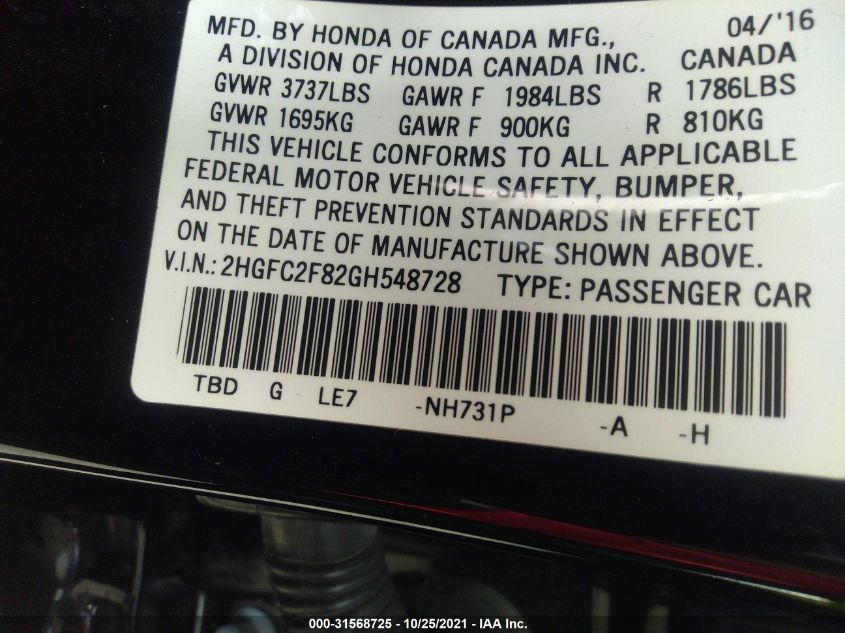 MFD. BY HONDA OF CANADA MFG., 04/'16
A DIVISION OF HONDA CANADA INC. CANADA
GVWR 3737LBS GAWR F 1984LBS R 1786LBS
GVWR 1695KG GAWR F 900KG R 810KG
THIS VEHICLE CONFORMS TO ALL APPLICABLE
FEDERAL MOTOR VEHICLE SAFETY, BUMPER,
AND THEFT PREVENTION STANDARDS IN EFFECT
ON THE DATE OF MANUFACTURE SHOWN ABOVE.
V.I.N.: 2HGFC2F82GH548728 TYPE: PASSENGER CAR
TBD G LE7 -NH731P -A -H
000-31568725 - 10/25/2021 - IAA Inc.